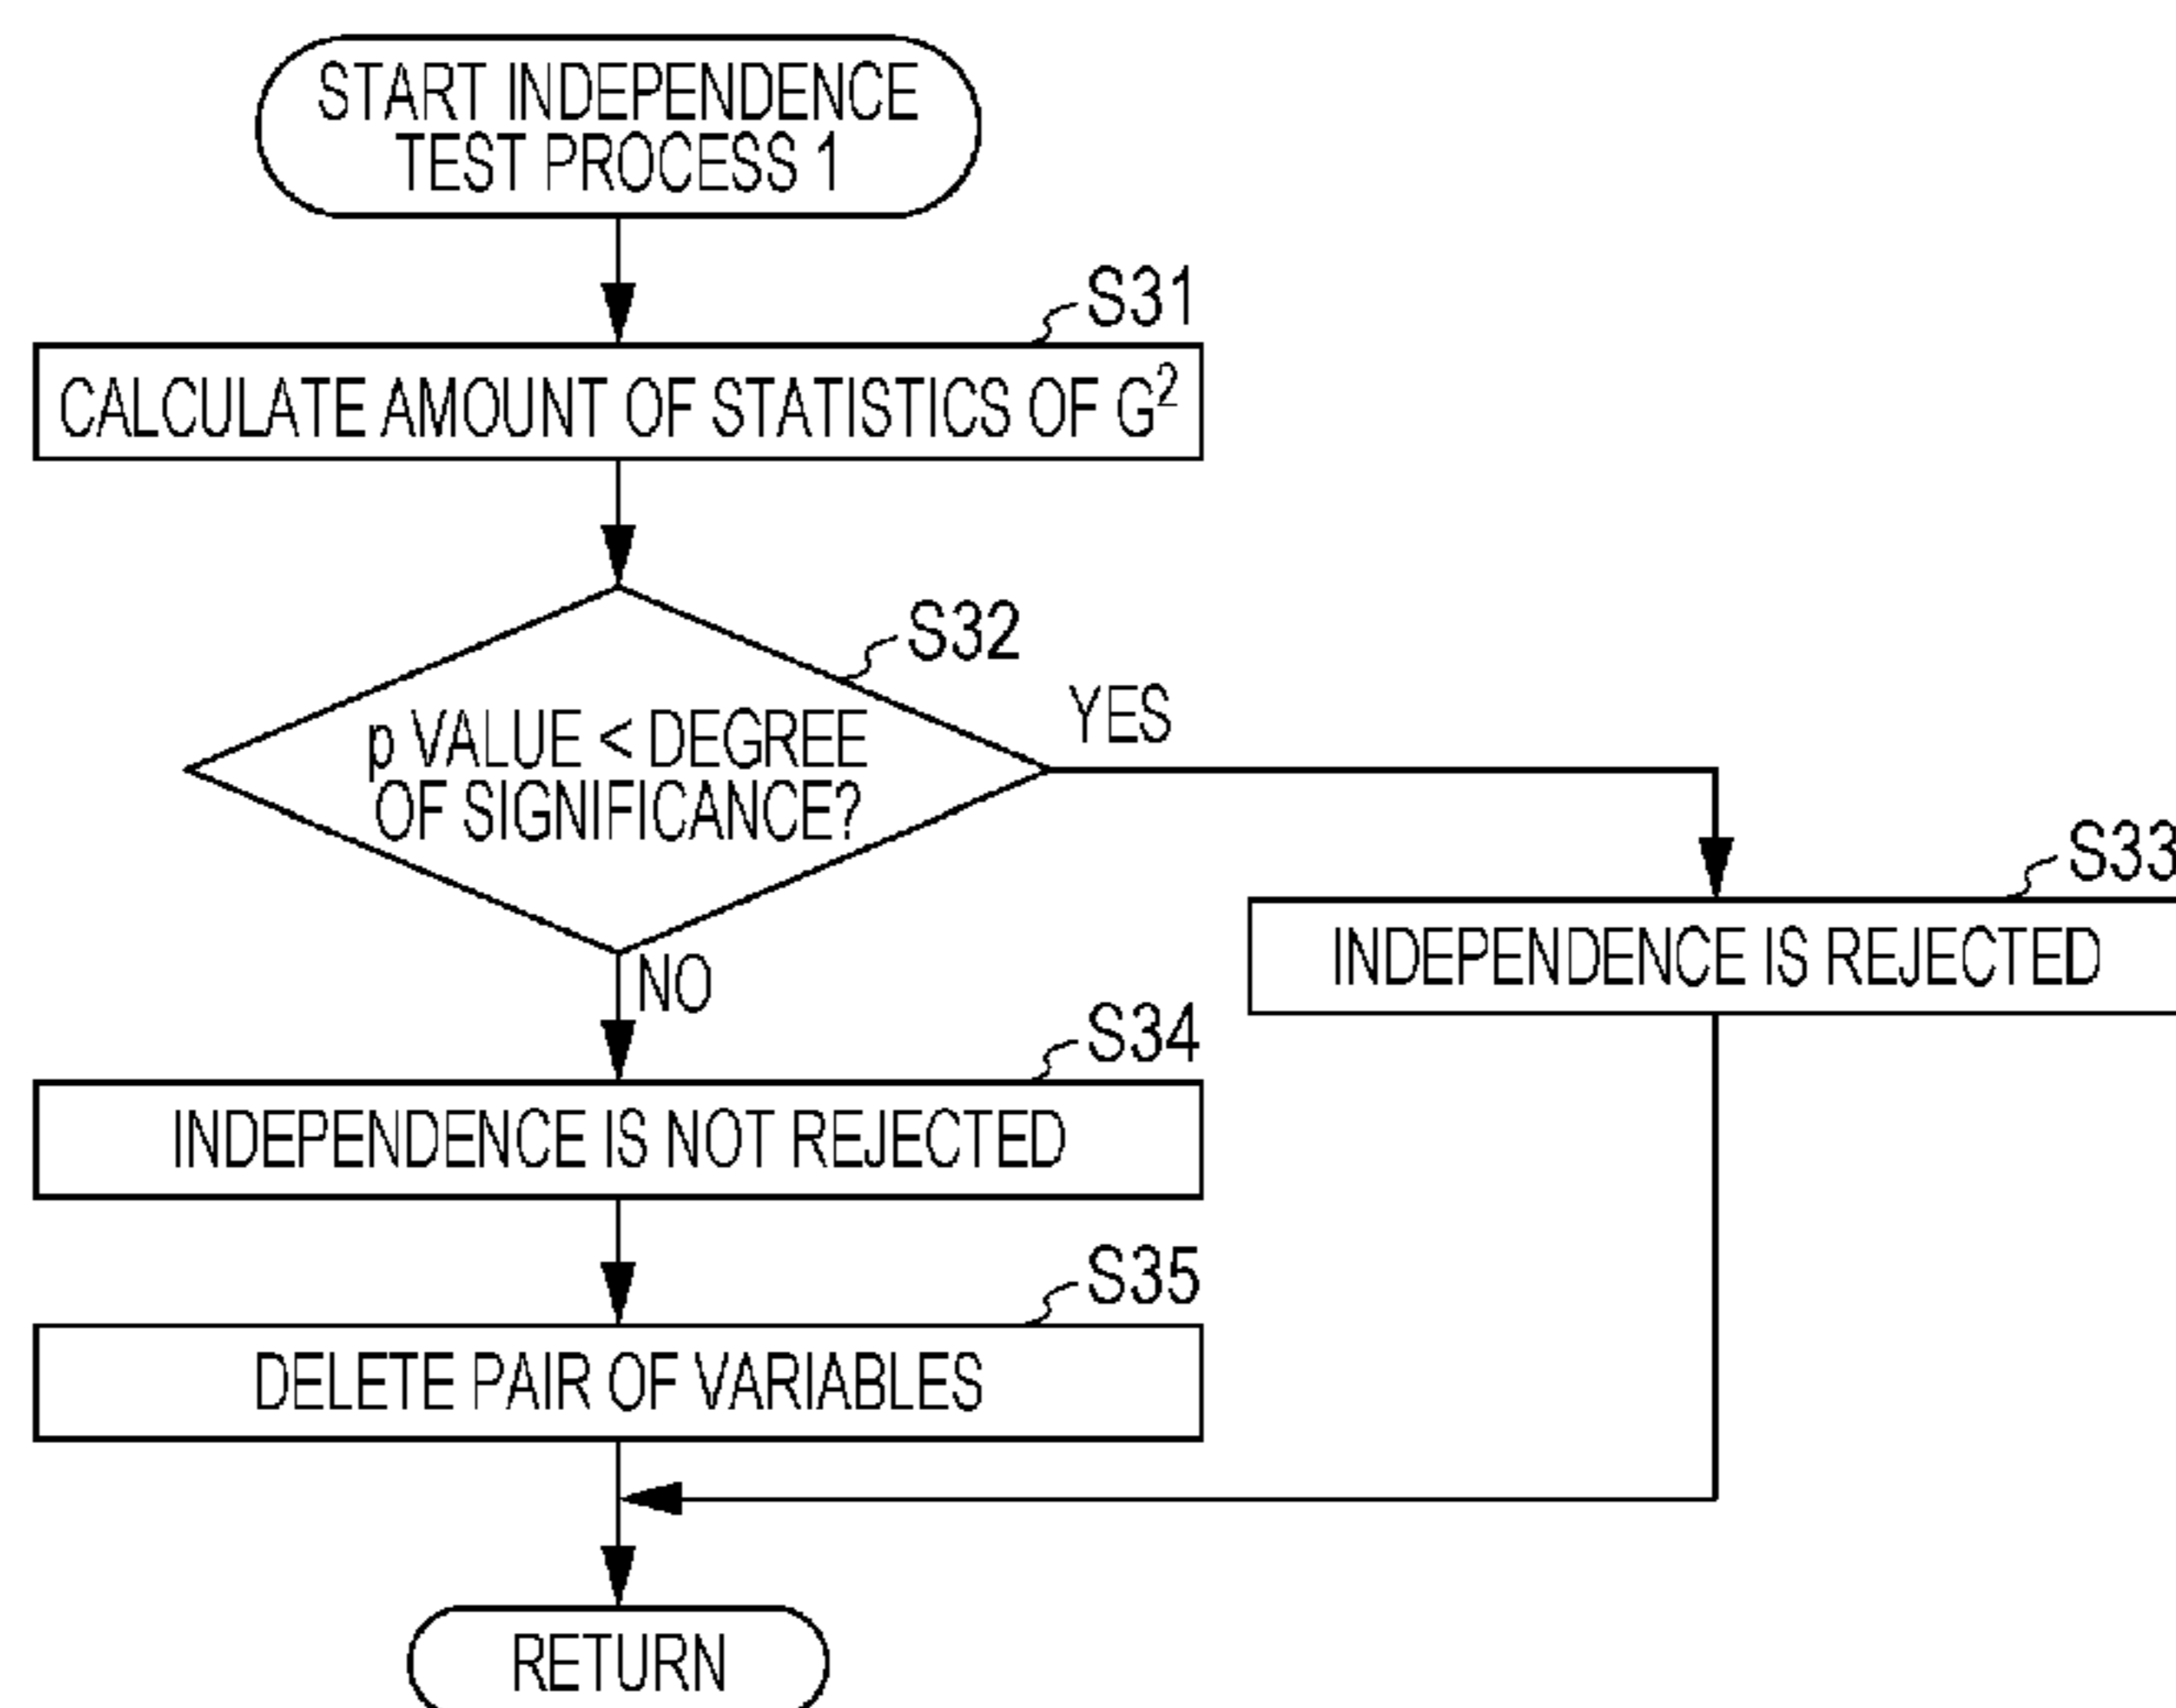 START INDEPENDENCE
TEST PROCESS 1
S31
CALCULATE AMOUNT OF STATISTICS OF G²
S32
p VALUE < DEGREE
OF SIGNIFICANCE?
YES
NO
S33
INDEPENDENCE IS REJECTED
S34
INDEPENDENCE IS NOT REJECTED
S35
DELETE PAIR OF VARIABLES
RETURN